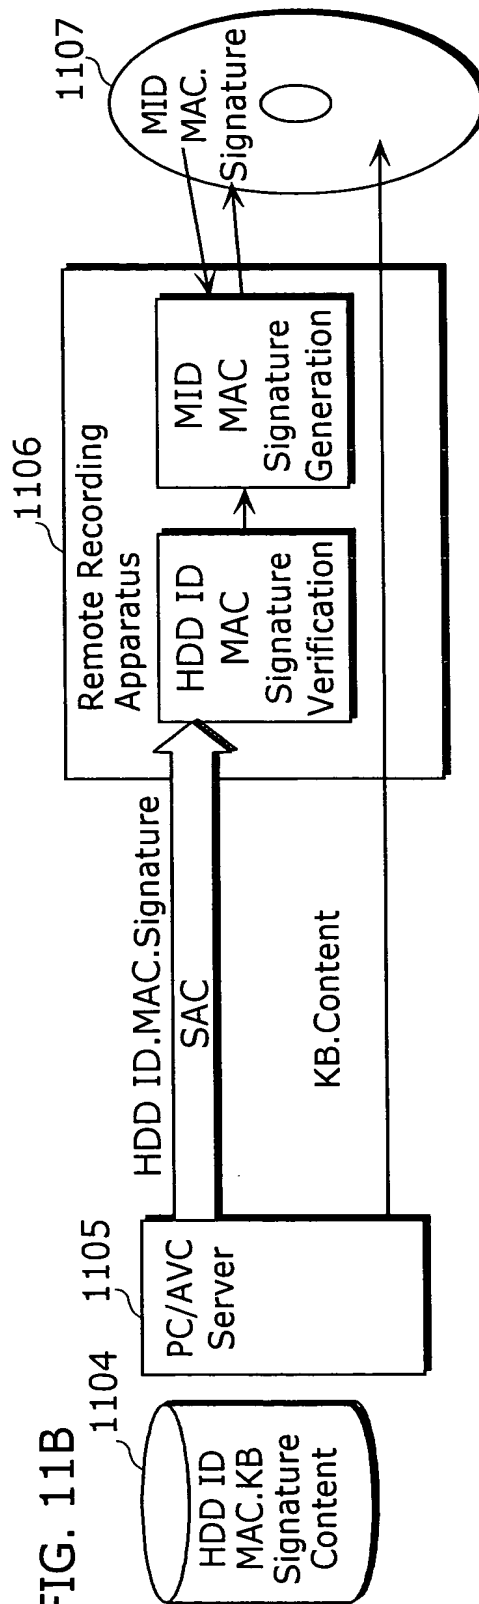 FIG. 11B
1104
HDD ID
MAC.KB
Signature
Content
1105
PC/AVC
Server
HDD ID.MAC.Signature
SAC
KB.Content
1106
Remote Recording
Apparatus
HDD ID
MAC
Signature
Verification
MID
MAC
Signature
Generation
1107
MID
MAC.
Signature